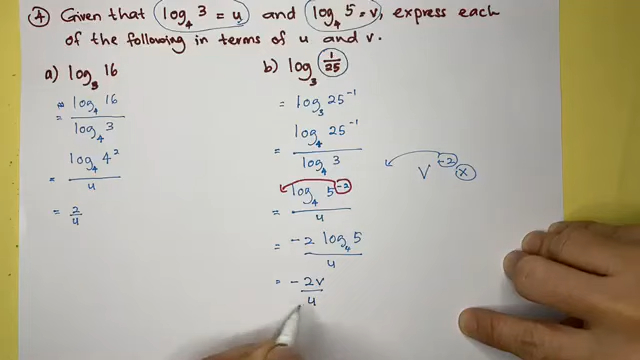 ④ Given that log₄ 3 = u and log₄ 5 = v, express each
of the following in terms of u and v.
a) log₃ 16
= log₄ 16 / log₄ 3
= log₄ 4² / u
= 2/u
b) log₃ 1/25
= log₃ 25⁻¹
= log₄ 25⁻¹ / log₄ 3
= log₄ 5⁻² / u
= -2 log₄ 5 / u
= -2v / u
v⁻² x